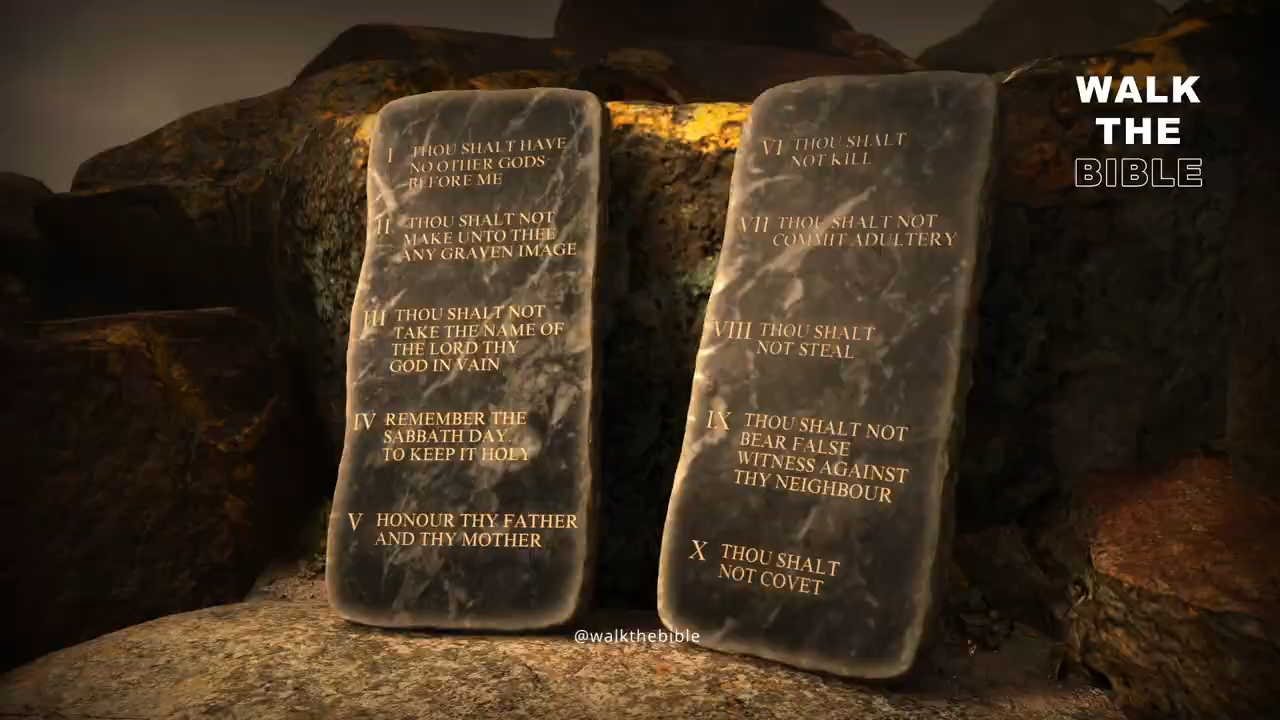 I THOU SHALT HAVE
NO OTHER GODS
BEFORE ME
II THOU SHALT NOT
MAKE UNTO THEE
ANY GRAVEN IMAGE
III THOU SHALT NOT
TAKE THE NAME OF
THE LORD THY
GOD IN VAIN
IV REMEMBER THE
SABBATH DAY.
TO KEEP IT HOLY
V HONOUR THY FATHER
AND THY MOTHER
VI THOU SHALT
NOT KILL
VII THOU SHALT NOT
COMMIT ADULTERY
VIII THOU SHALT
NOT STEAL
IX THOU SHALT NOT
BEAR FALSE
WITNESS AGAINST
THY NEIGHBOUR
X THOU SHALT
NOT COVET
WALK
THE
BIBLE
@walkthebible